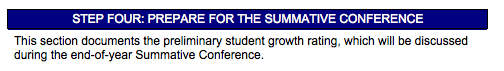 STEP FOUR: PREPARE FOR THE SUMMATIVE CONFERENCE
This section documents the preliminary student growth rating, which will be discussed
during the end-of-year Summative Conference.